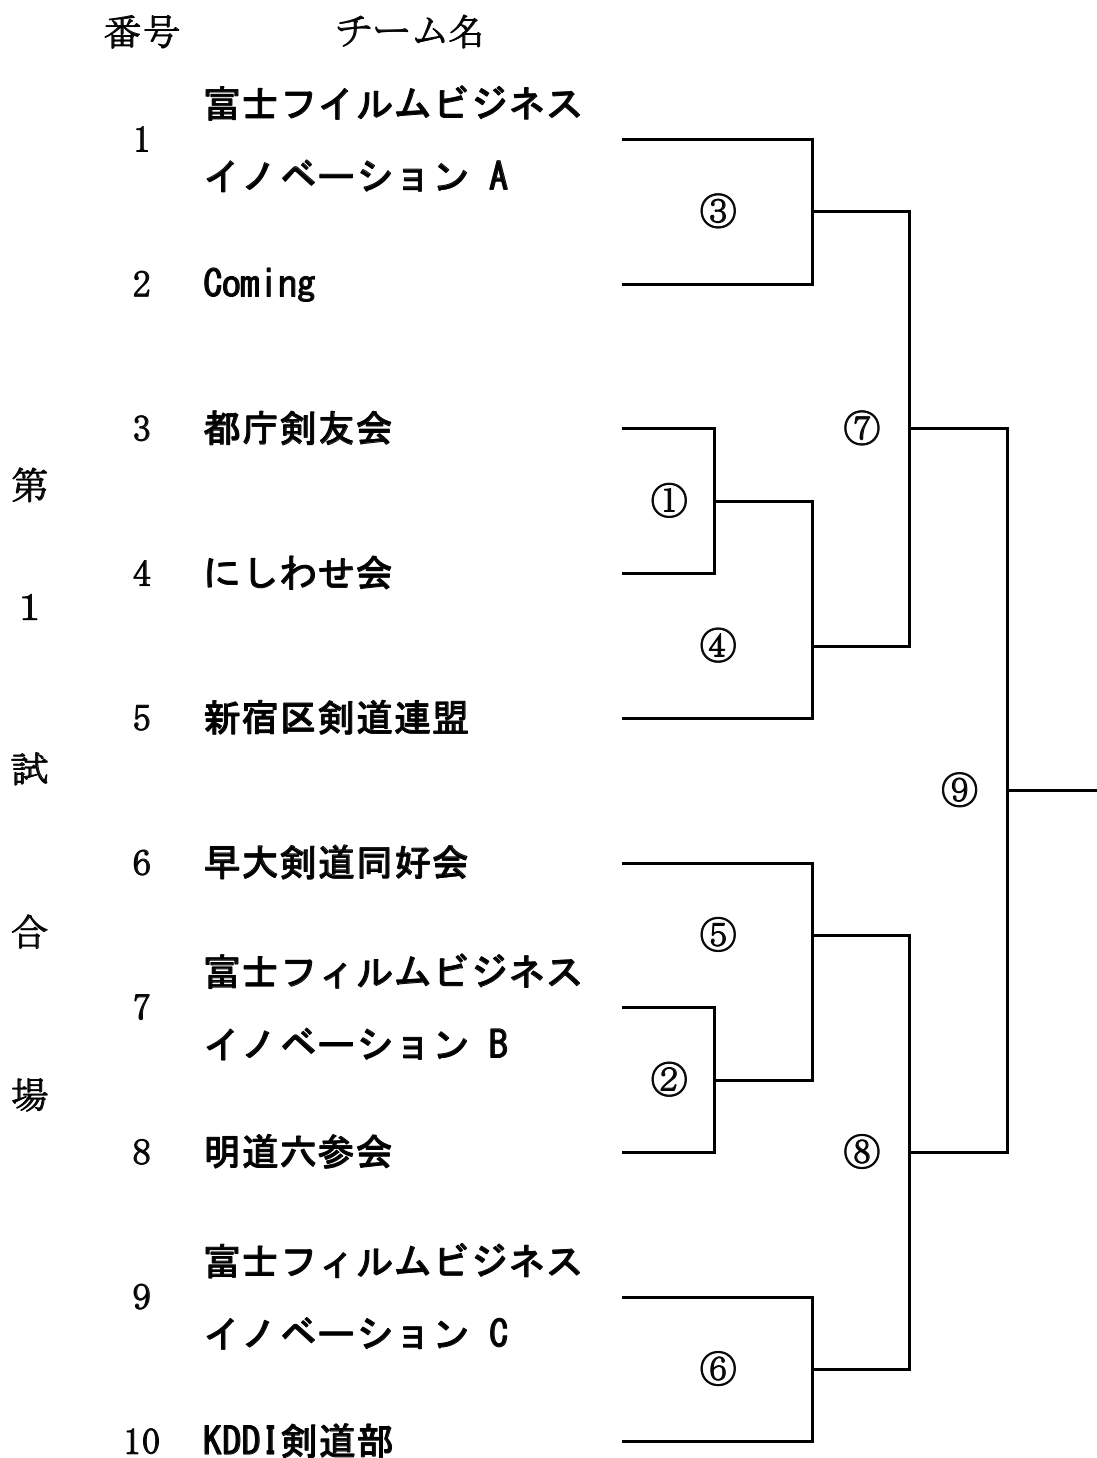 番号 チーム名
富士フイルムビジネス
1
イノベーション A
③
2 Coming
3 都庁剣友会
⑦
第
①
4 にしわせ会
1
④
5 新宿区剣道連盟
試
⑨
6 早大剣道同好会
合
⑤
富士フィルムビジネス
7
イノベーション B
②
場
8 明道六参会
⑧
富士フィルムビジネス
9
イノベーション C
⑥
10 KDDI剣道部